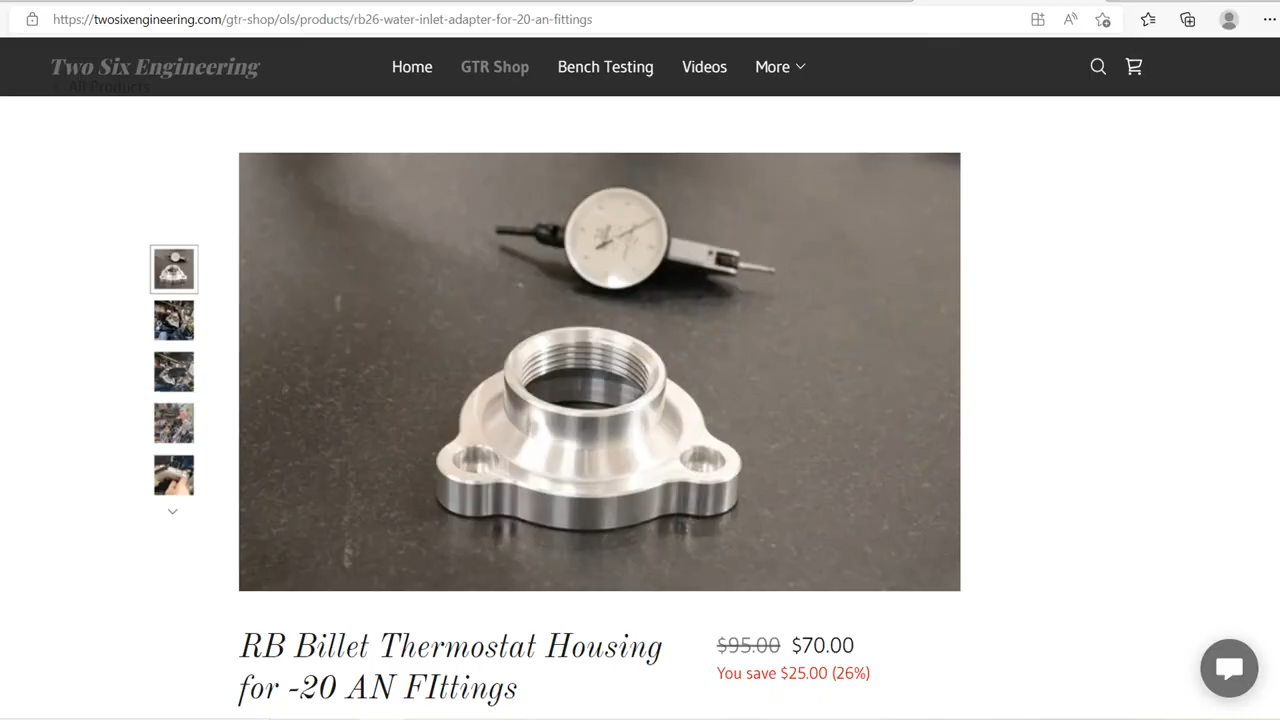 https://twosixengineering.com/gtr-shop/ols/products/rb26-water-inlet-adapter-for-20-an-fittings
Two Six Engineering Home GTR Shop Bench Testing Videos More
All Products
RB Billet Thermostat Housing
for -20 AN FIttings
$95.00 $70.00
You save $25.00 (26%)